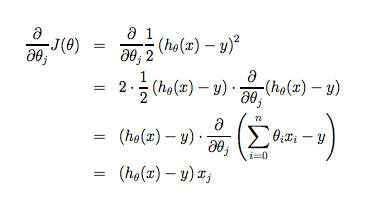 ∂/∂θ_j J(θ) = ∂/∂θ_j 1/2 (h_θ(x) − y)²
= 2 · 1/2 (h_θ(x) − y) · ∂/∂θ_j (h_θ(x) − y)
= (h_θ(x) − y) · ∂/∂θ_j (∑_{i=0}^{n} θ_i x_i − y)
= (h_θ(x) − y) x_j